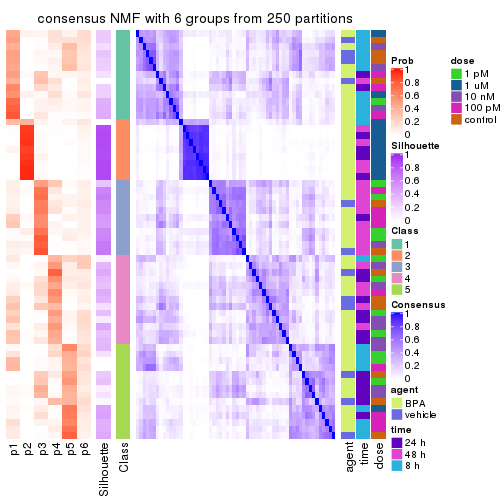 consensus NMF with 6 groups from 250 partitions
p1
p2
p3
p4
p5
p6
Silhouette
Class
agent
time
dose
Prob
1
0.8
0.6
0.4
0.2
0
Silhouette
1
0.8
0.6
0.4
0.2
0
Class
1
2
3
4
5
Consensus
1
0.8
0.6
0.4
0.2
0
agent
BPA
vehicle
time
24 h
48 h
8 h
dose
1 pM
1 uM
10 nM
100 pM
control